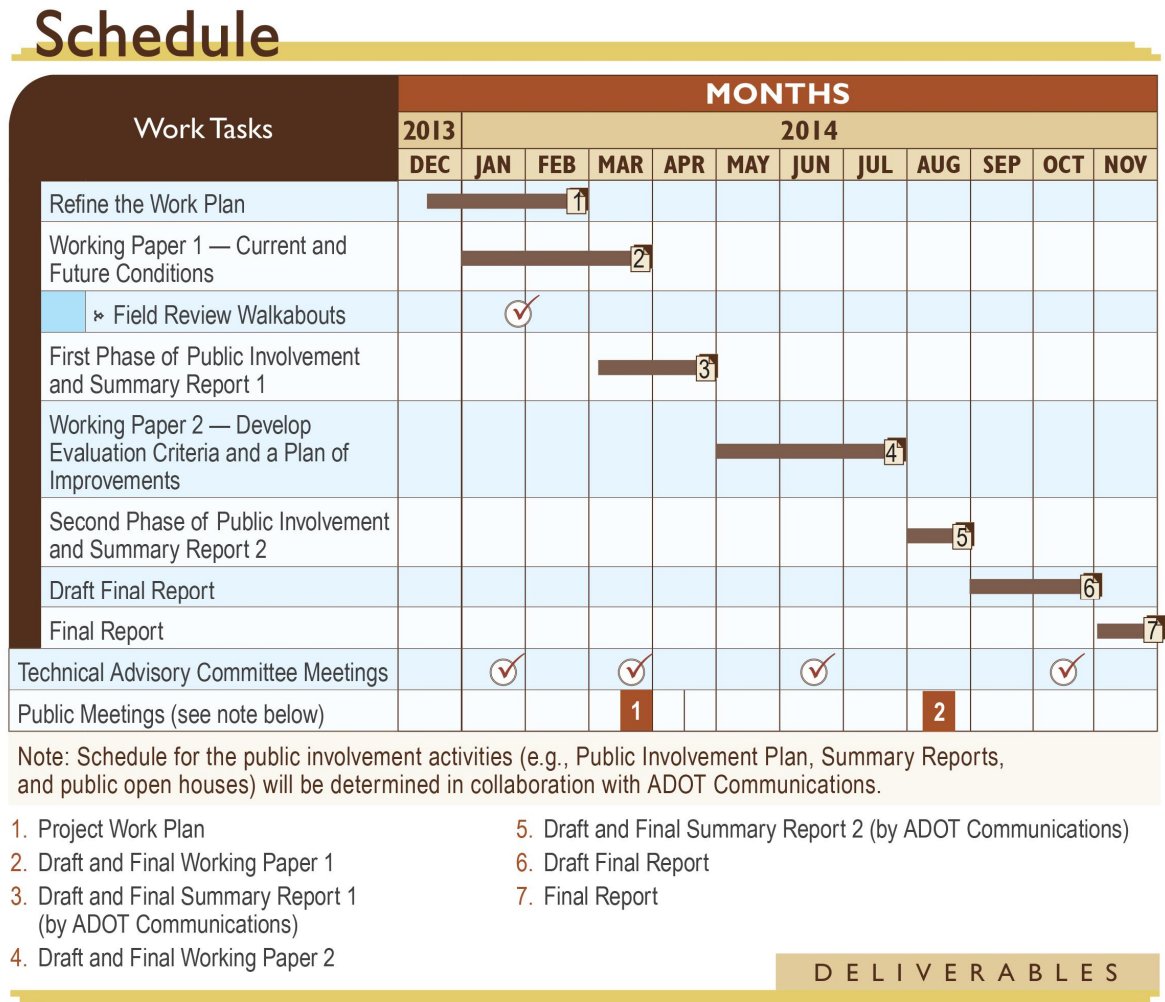 Schedule
Work Tasks
MONTHS
2013 2014
DEC JAN FEB MAR APR MAY JUN JUL AUG SEP OCT NOV
Refine the Work Plan
1
Working Paper 1 — Current and
Future Conditions
2
Field Review Walkabouts
First Phase of Public Involvement
and Summary Report 1
3
Working Paper 2 — Develop
Evaluation Criteria and a Plan of
Improvements
4
Second Phase of Public Involvement
and Summary Report 2
5
Draft Final Report
6
Final Report
7
Technical Advisory Committee Meetings
Public Meetings (see note below)
1 2
Note: Schedule for the public involvement activities (e.g., Public Involvement Plan, Summary Reports,
and public open houses) will be determined in collaboration with ADOT Communications.
1. Project Work Plan
2. Draft and Final Working Paper 1
3. Draft and Final Summary Report 1
(by ADOT Communications)
4. Draft and Final Working Paper 2
5. Draft and Final Summary Report 2 (by ADOT Communications)
6. Draft Final Report
7. Final Report
DELIVERABLES